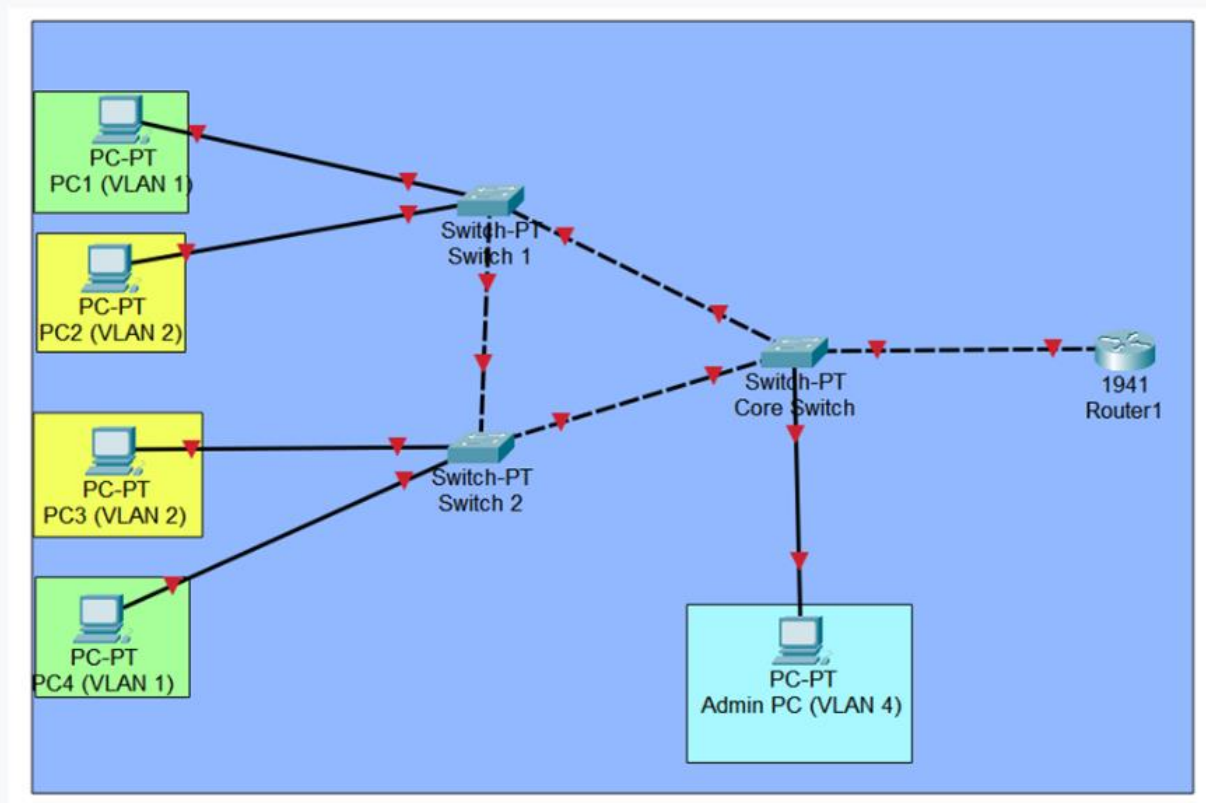 PC-PT
PC1 (VLAN 1)
PC-PT
PC2 (VLAN 2)
Switch-PT
Switch 1
Switch-PT
Core Switch
1941
Router1
PC-PT
PC3 (VLAN 2)
Switch-PT
Switch 2
PC-PT
PC4 (VLAN 1)
PC-PT
Admin PC (VLAN 4)